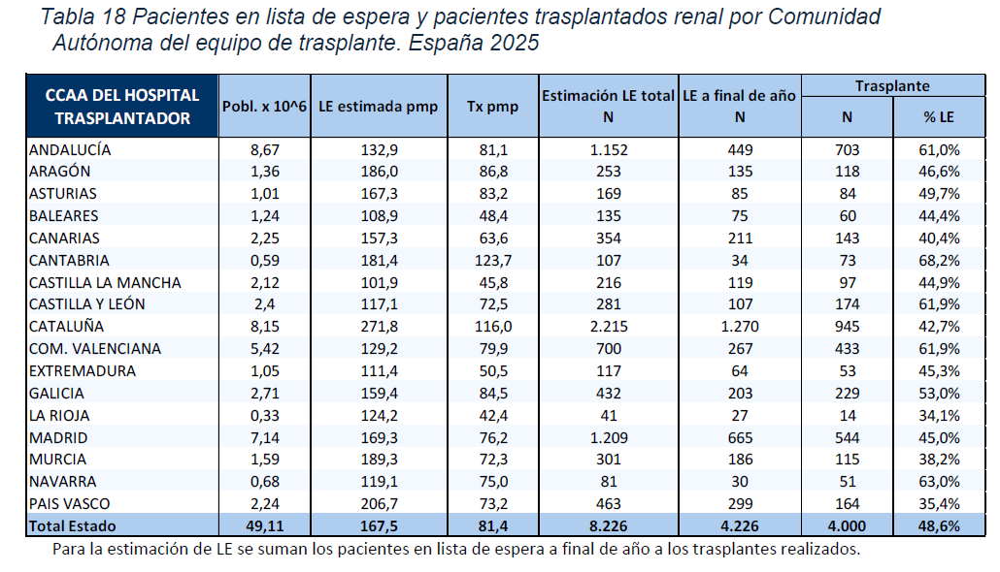 Tabla 18 Pacientes en lista de espera y pacientes trasplantados renal por Comunidad
Autónoma del equipo de trasplante. España 2025
CCAA DEL HOSPITAL TRASPLANTADOR Pobl. x 10^6 LE estimada pmp Tx pmp Estimación LE total N LE a final de año N Trasplante N % LE
ANDALUCÍA 8,67 132,9 81,1 1.152 449 703 61,0%
ARAGÓN 1,36 186,0 86,8 253 135 118 46,6%
ASTURIAS 1,01 167,3 83,2 169 85 84 49,7%
BALEARES 1,24 108,9 48,4 135 75 60 44,4%
CANARIAS 2,25 157,3 63,6 354 211 143 40,4%
CANTABRIA 0,59 181,4 123,7 107 34 73 68,2%
CASTILLA LA MANCHA 2,12 101,9 45,8 216 119 97 44,9%
CASTILLA Y LEÓN 2,4 117,1 72,5 281 107 174 61,9%
CATALUÑA 8,15 271,8 116,0 2.215 1.270 945 42,7%
COM. VALENCIANA 5,42 129,2 79,9 700 267 433 61,9%
EXTREMADURA 1,05 111,4 50,5 117 64 53 45,3%
GALICIA 2,71 159,4 84,5 432 203 229 53,0%
LA RIOJA 0,33 124,2 42,4 41 27 14 34,1%
MADRID 7,14 169,3 76,2 1.209 665 544 45,0%
MURCIA 1,59 189,3 72,3 301 186 115 38,2%
NAVARRA 0,68 119,1 75,0 81 30 51 63,0%
PAIS VASCO 2,24 206,7 73,2 463 299 164 35,4%
Total Estado 49,11 167,5 81,4 8.226 4.226 4.000 48,6%
Para la estimación de LE se suman los pacientes en lista de espera a final de año a los trasplantes realizados.